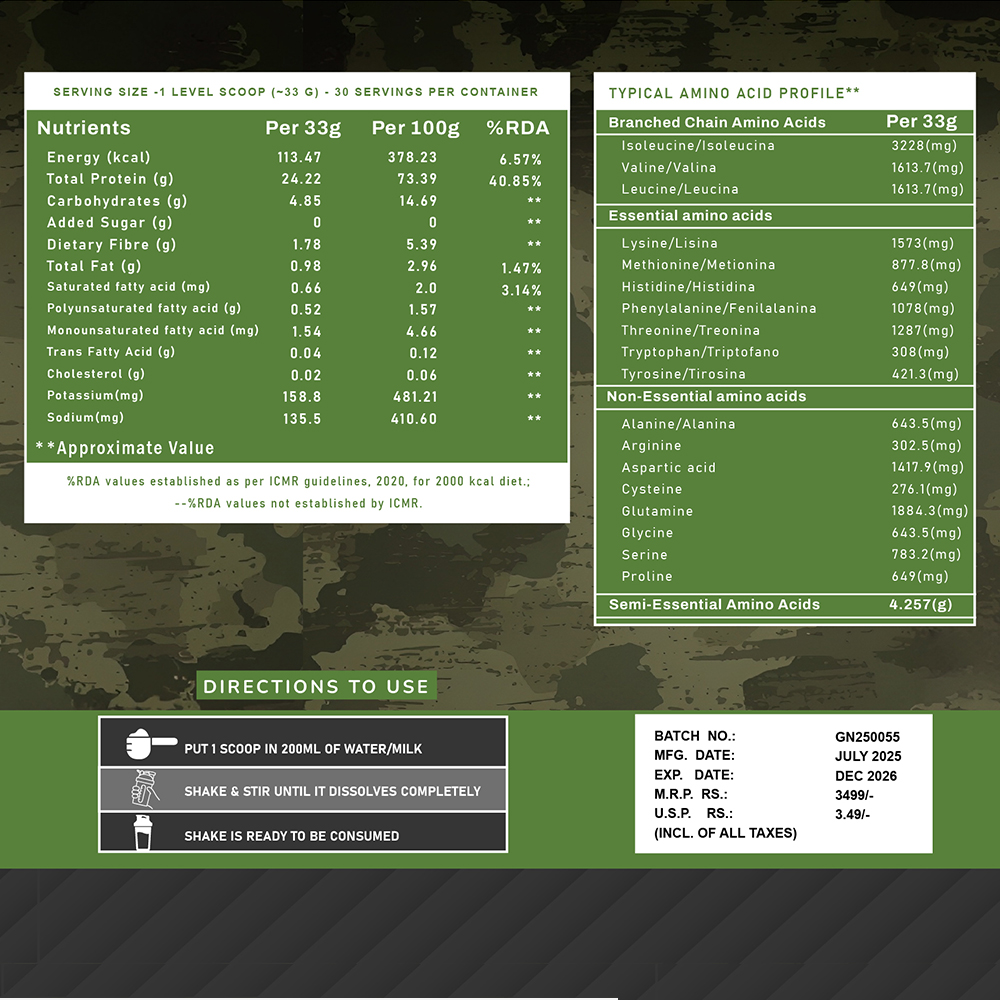 SERVING SIZE -1 LEVEL SCOOP (~33 G) - 30 SERVINGS PER CONTAINER
Nutrients Per 33g Per 100g %RDA
Energy (kcal) 113.47 378.23 6.57%
Total Protein (g) 24.22 73.39 40.85%
Carbohydrates (g) 4.85 14.69 **
Added Sugar (g) 0 0 **
Dietary Fibre (g) 1.78 5.39 **
Total Fat (g) 0.98 2.96 1.47%
Saturated fatty acid (mg) 0.66 2.0 3.14%
Polyunsaturated fatty acid (g) 0.52 1.57 **
Monounsaturated fatty acid (mg) 1.54 4.66 **
Trans Fatty Acid (g) 0.04 0.12 **
Cholesterol (g) 0.02 0.06 **
Potassium(mg) 158.8 481.21 **
Sodium(mg) 135.5 410.60 **
**Approximate Value
%RDA values established as per ICMR guidelines, 2020, for 2000 kcal diet.;
--%RDA values not established by ICMR.
TYPICAL AMINO ACID PROFILE**
Branched Chain Amino Acids Per 33g
Isoleucine/Isoleucina 3228(mg)
Valine/Valina 1613.7(mg)
Leucine/Leucina 1613.7(mg)
Essential amino acids
Lysine/Lisina 1573(mg)
Methionine/Metionina 877.8(mg)
Histidine/Histidina 649(mg)
Phenylalanine/Fenilalanina 1078(mg)
Threonine/Treonina 1287(mg)
Tryptophan/Triptofano 308(mg)
Tyrosine/Tirosina 421.3(mg)
Non-Essential amino acids
Alanine/Alanina 643.5(mg)
Arginine 302.5(mg)
Aspartic acid 1417.9(mg)
Cysteine 276.1(mg)
Glutamine 1884.3(mg)
Glycine 643.5(mg)
Serine 783.2(mg)
Proline 649(mg)
Semi-Essential Amino Acids 4.257(g)
DIRECTIONS TO USE
PUT 1 SCOOP IN 200ML OF WATER/MILK
SHAKE & STIR UNTIL IT DISSOLVES COMPLETELY
SHAKE IS READY TO BE CONSUMED
BATCH NO.: GN250055
MFG. DATE: JULY 2025
EXP. DATE: DEC 2026
M.R.P. RS.: 3499/-
U.S.P. RS.: 3.49/-
(INCL. OF ALL TAXES)